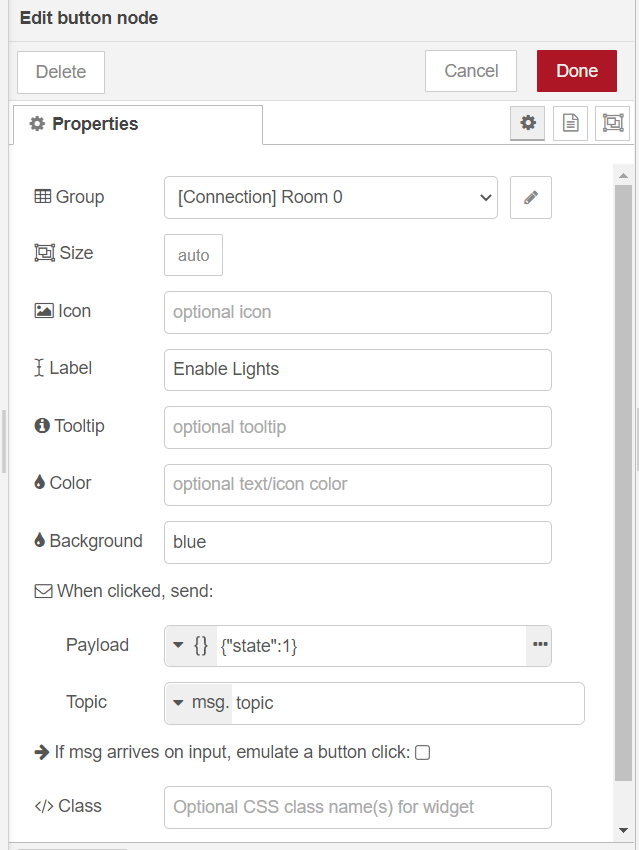 Edit button node
Delete
Cancel
Done
Properties
Group
[Connection] Room 0
Size
auto
Icon
optional icon
Label
Enable Lights
Tooltip
optional tooltip
Color
optional text/icon color
Background
blue
When clicked, send:
Payload
{} {"state":1}
Topic
msg. topic
If msg arrives on input, emulate a button click:
</> Class
Optional CSS class name(s) for widget